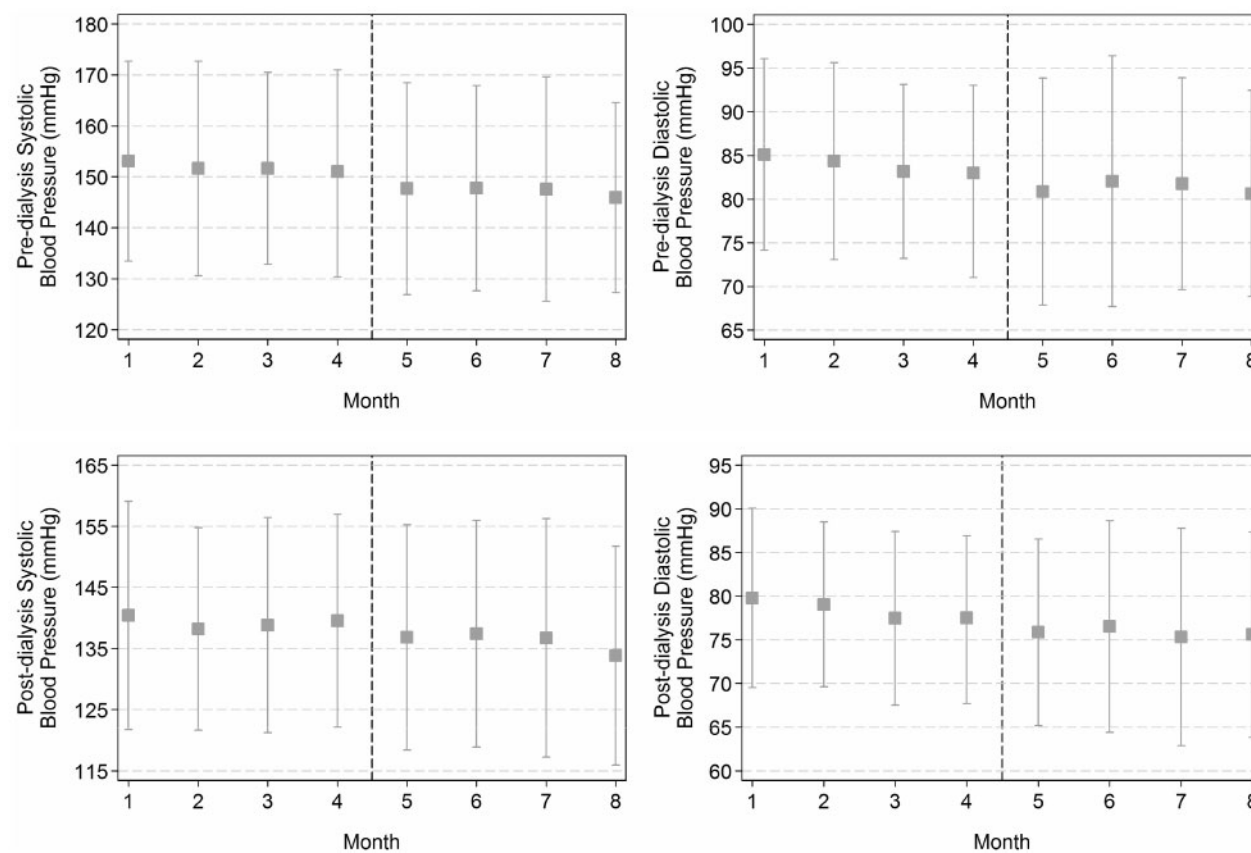 Pre-dialysis Systolic
Blood Pressure (mmHg)
180
170
160
150
140
130
120
1 2 3 4 5 6 7 8
Month
Pre-dialysis Diastolic
Blood Pressure (mmHg)
100
95
90
85
80
75
70
65
1 2 3 4 5 6 7 8
Month
Post-dialysis Systolic
Blood Pressure (mmHg)
165
155
145
135
125
115
1 2 3 4 5 6 7 8
Month
Post-dialysis Diastolic
Blood Pressure (mmHg)
95
90
85
80
75
70
65
60
1 2 3 4 5 6 7 8
Month